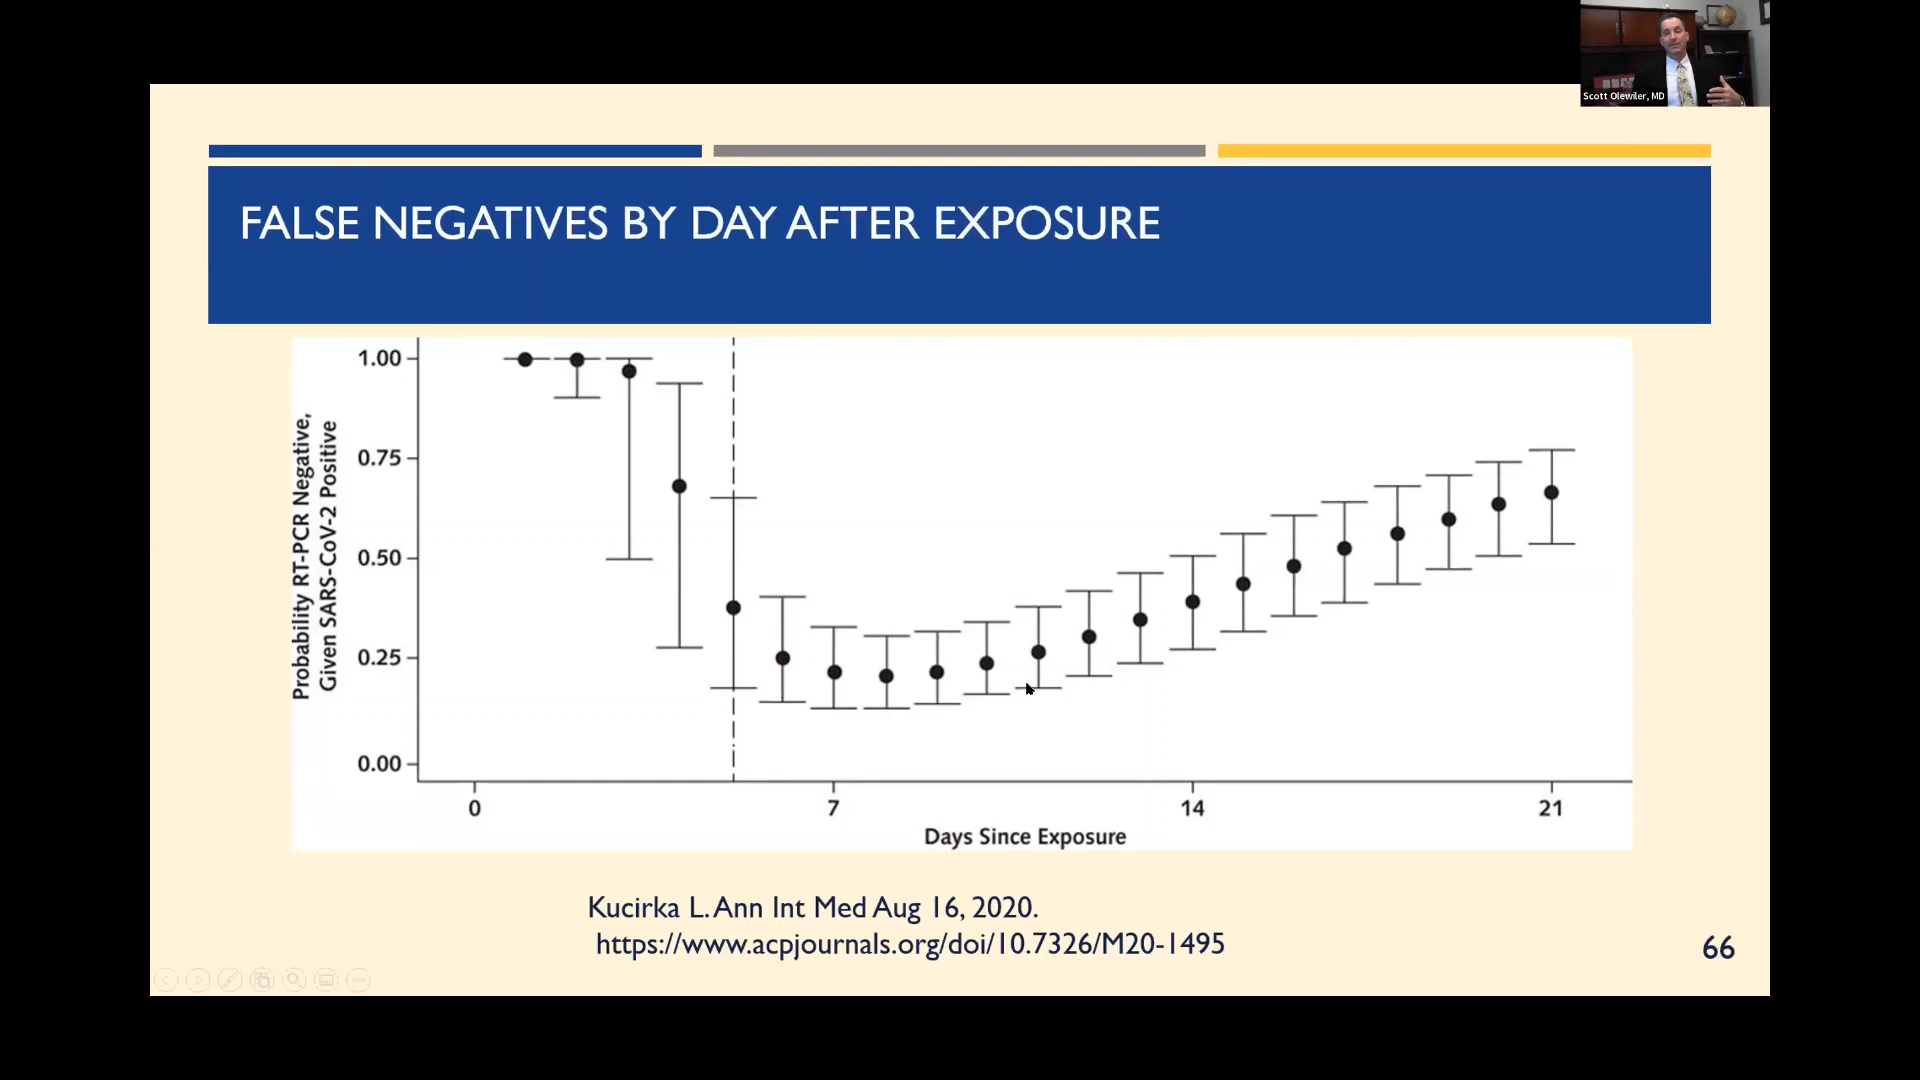 Scott Olewiler, MD
FALSE NEGATIVES BY DAY AFTER EXPOSURE
Probability RT-PCR Negative,
Given SARS-CoV-2 Positive
1.00
0.75
0.50
0.25
0.00
0 7 14 21
Days Since Exposure
Kucirka L. Ann Int Med Aug 16, 2020.
https://www.acpjournals.org/doi/10.7326/M20-1495
66